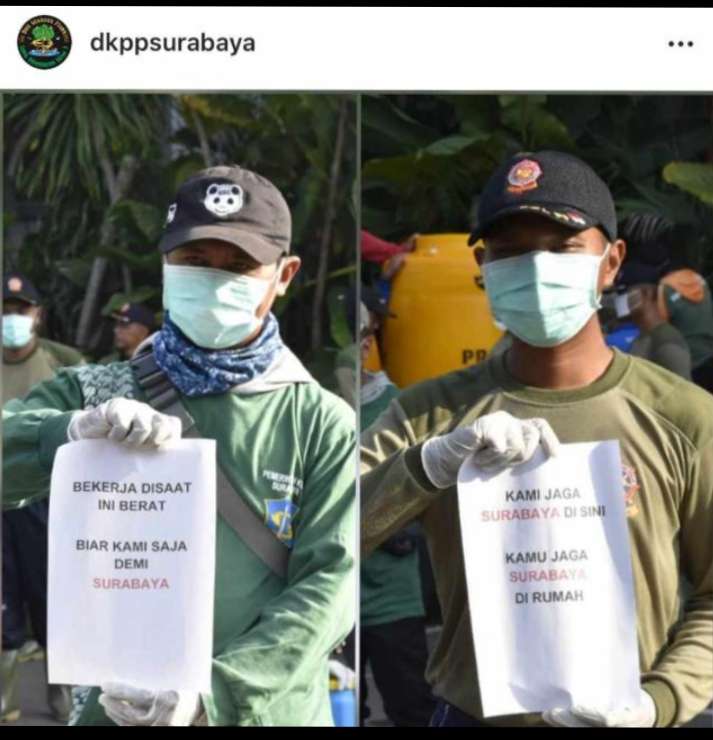 dkppsurabaya
BEKERJA DISAAT
INI BERAT
BIAR KAMI SAJA
DEMI
SURABAYA
KAMI JAGA
SURABAYA DI SINI
KAMU JAGA
SURABAYA
DI RUMAH